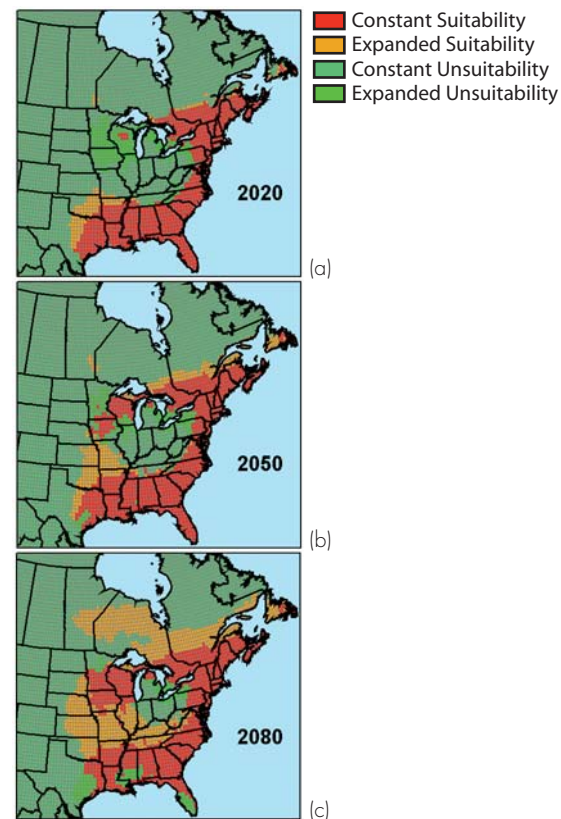 Constant Suitability
Expanded Suitability
Constant Unsuitability
Expanded Unsuitability
2020
(a)
2050
(b)
2080
(c)